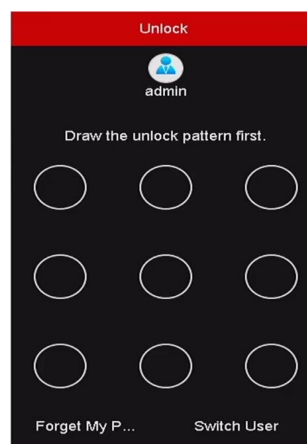 Unlock
admin
Draw the unlock pattern first.
Forget My P...
Switch User